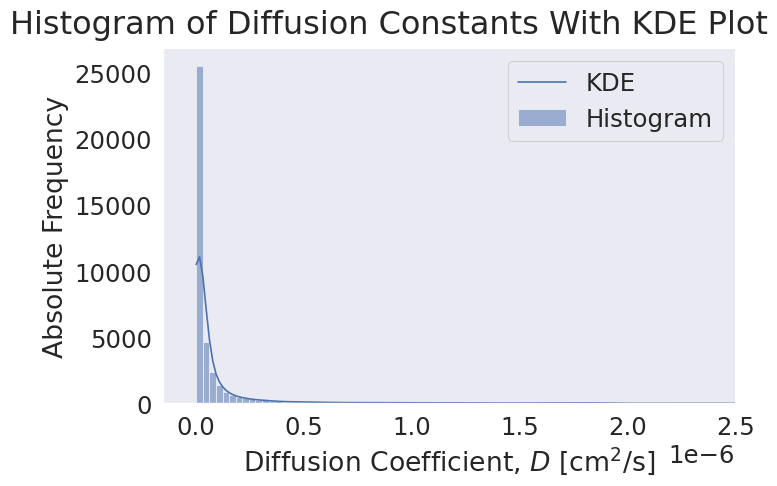 Histogram of Diffusion Constants With KDE Plot
KDE
Histogram
Absolute Frequency
25000
20000
15000
10000
5000
0
0.0 0.5 1.0 1.5 2.0 2.5
1e−6
Diffusion Coefficient, D [cm²/s]